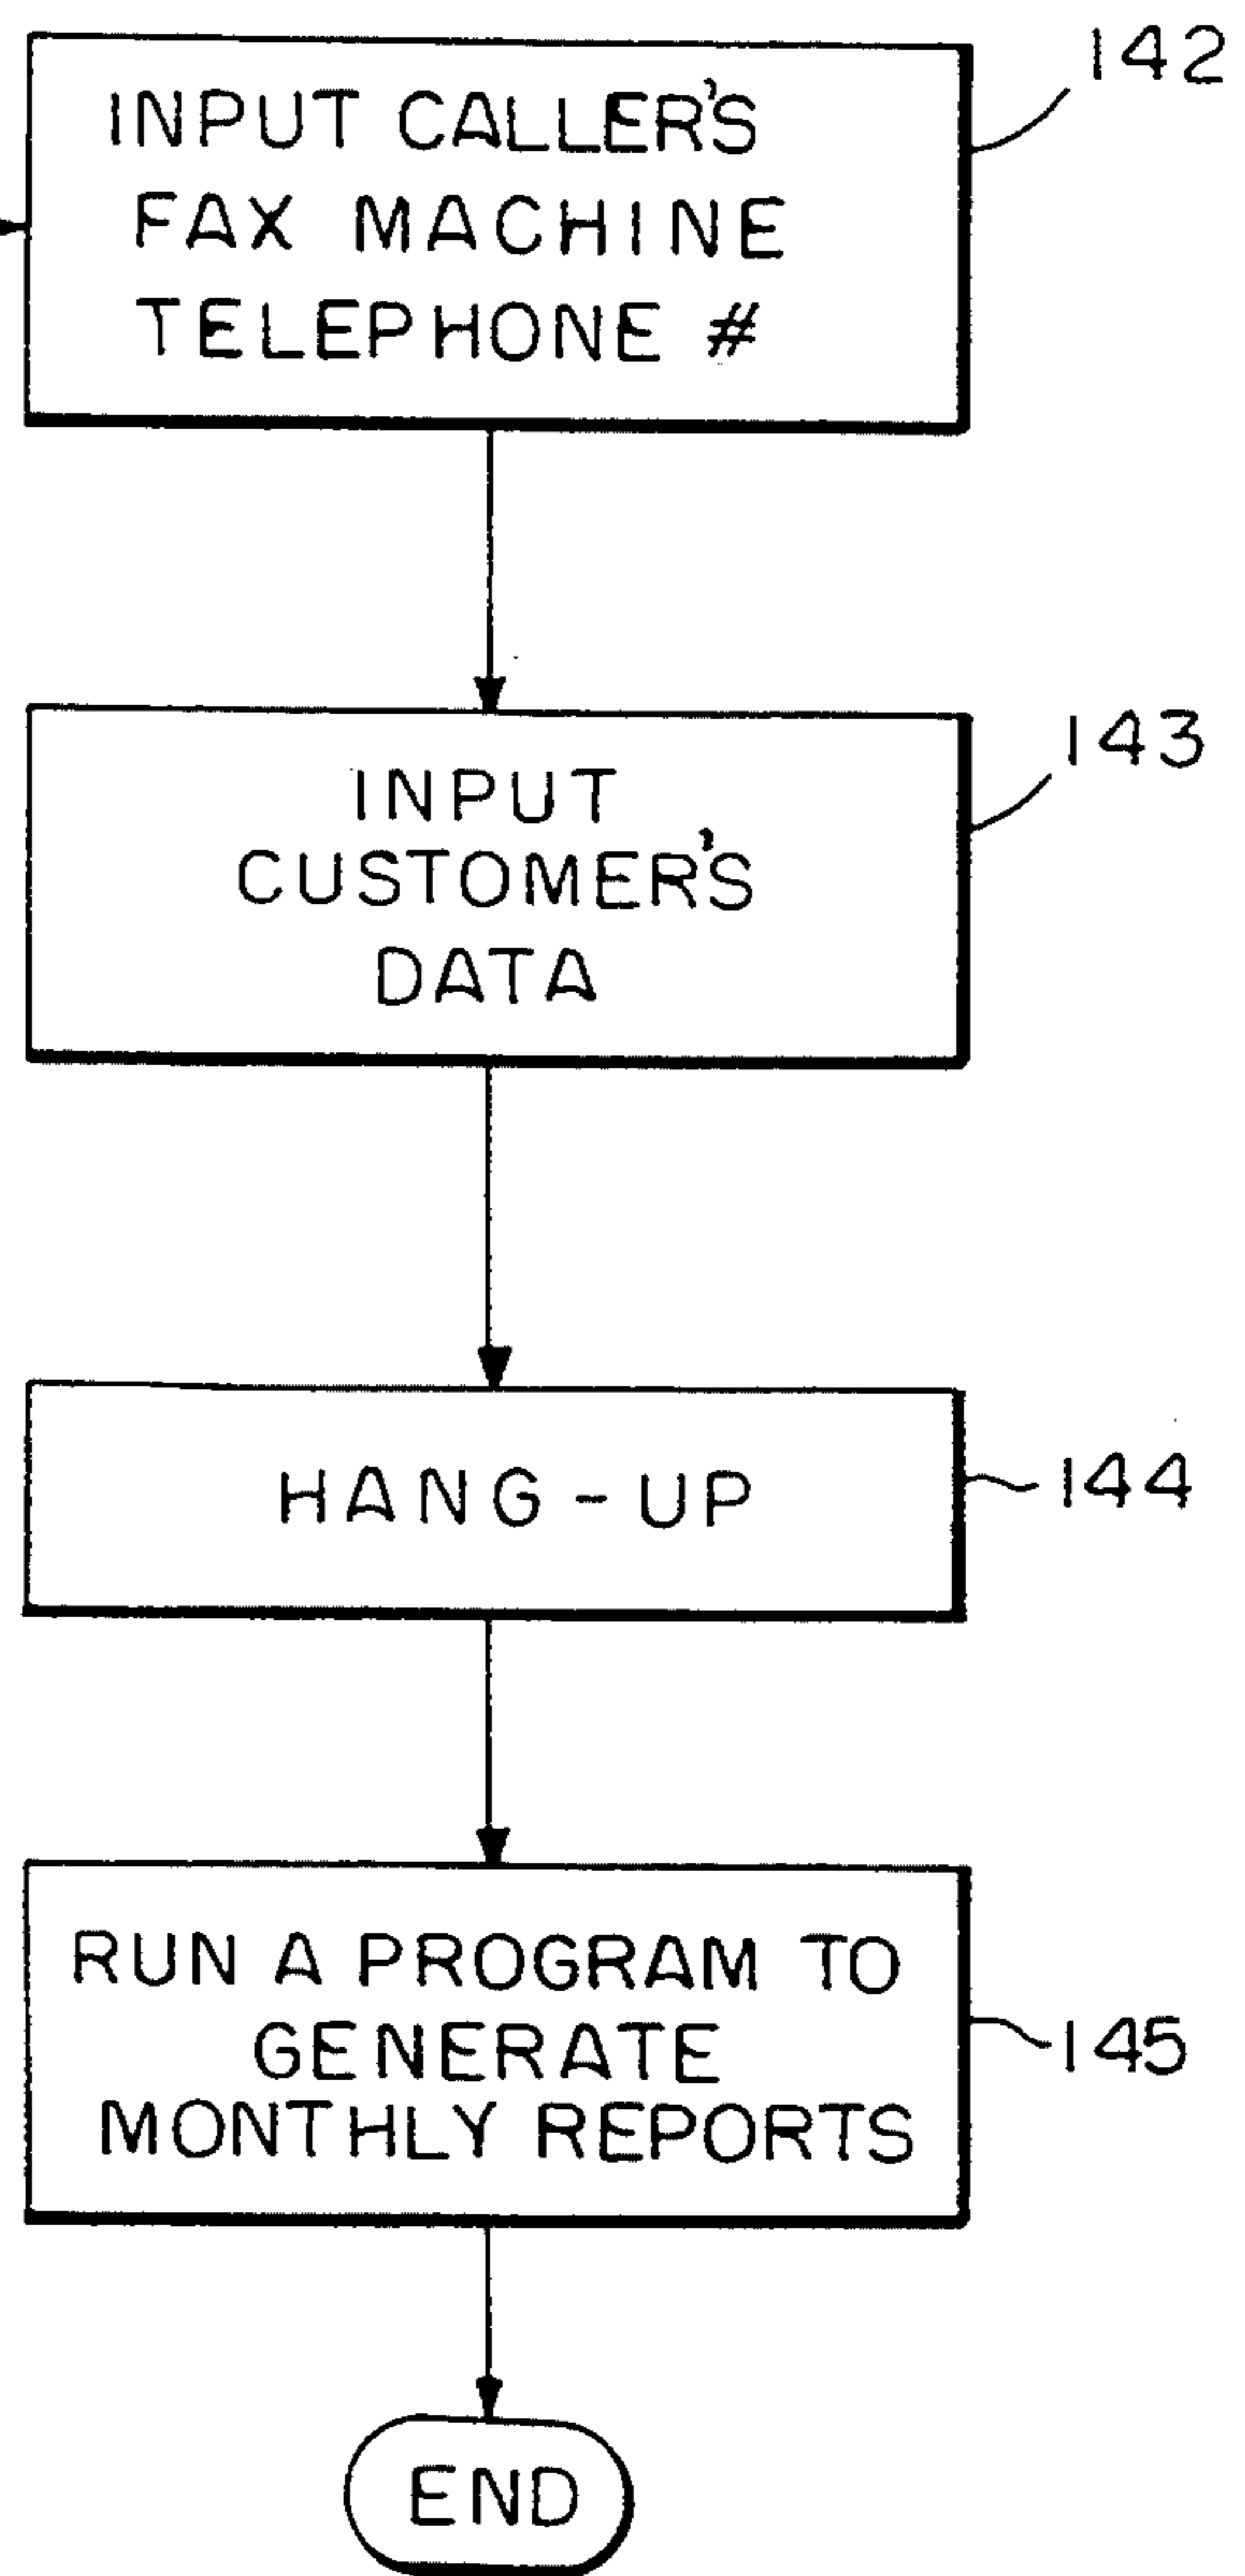 142
INPUT CALLER'S
FAX MACHINE
TELEPHONE #
143
INPUT
CUSTOMER'S
DATA
HANG-UP
144
RUN A PROGRAM TO
GENERATE
MONTHLY REPORTS
145
END